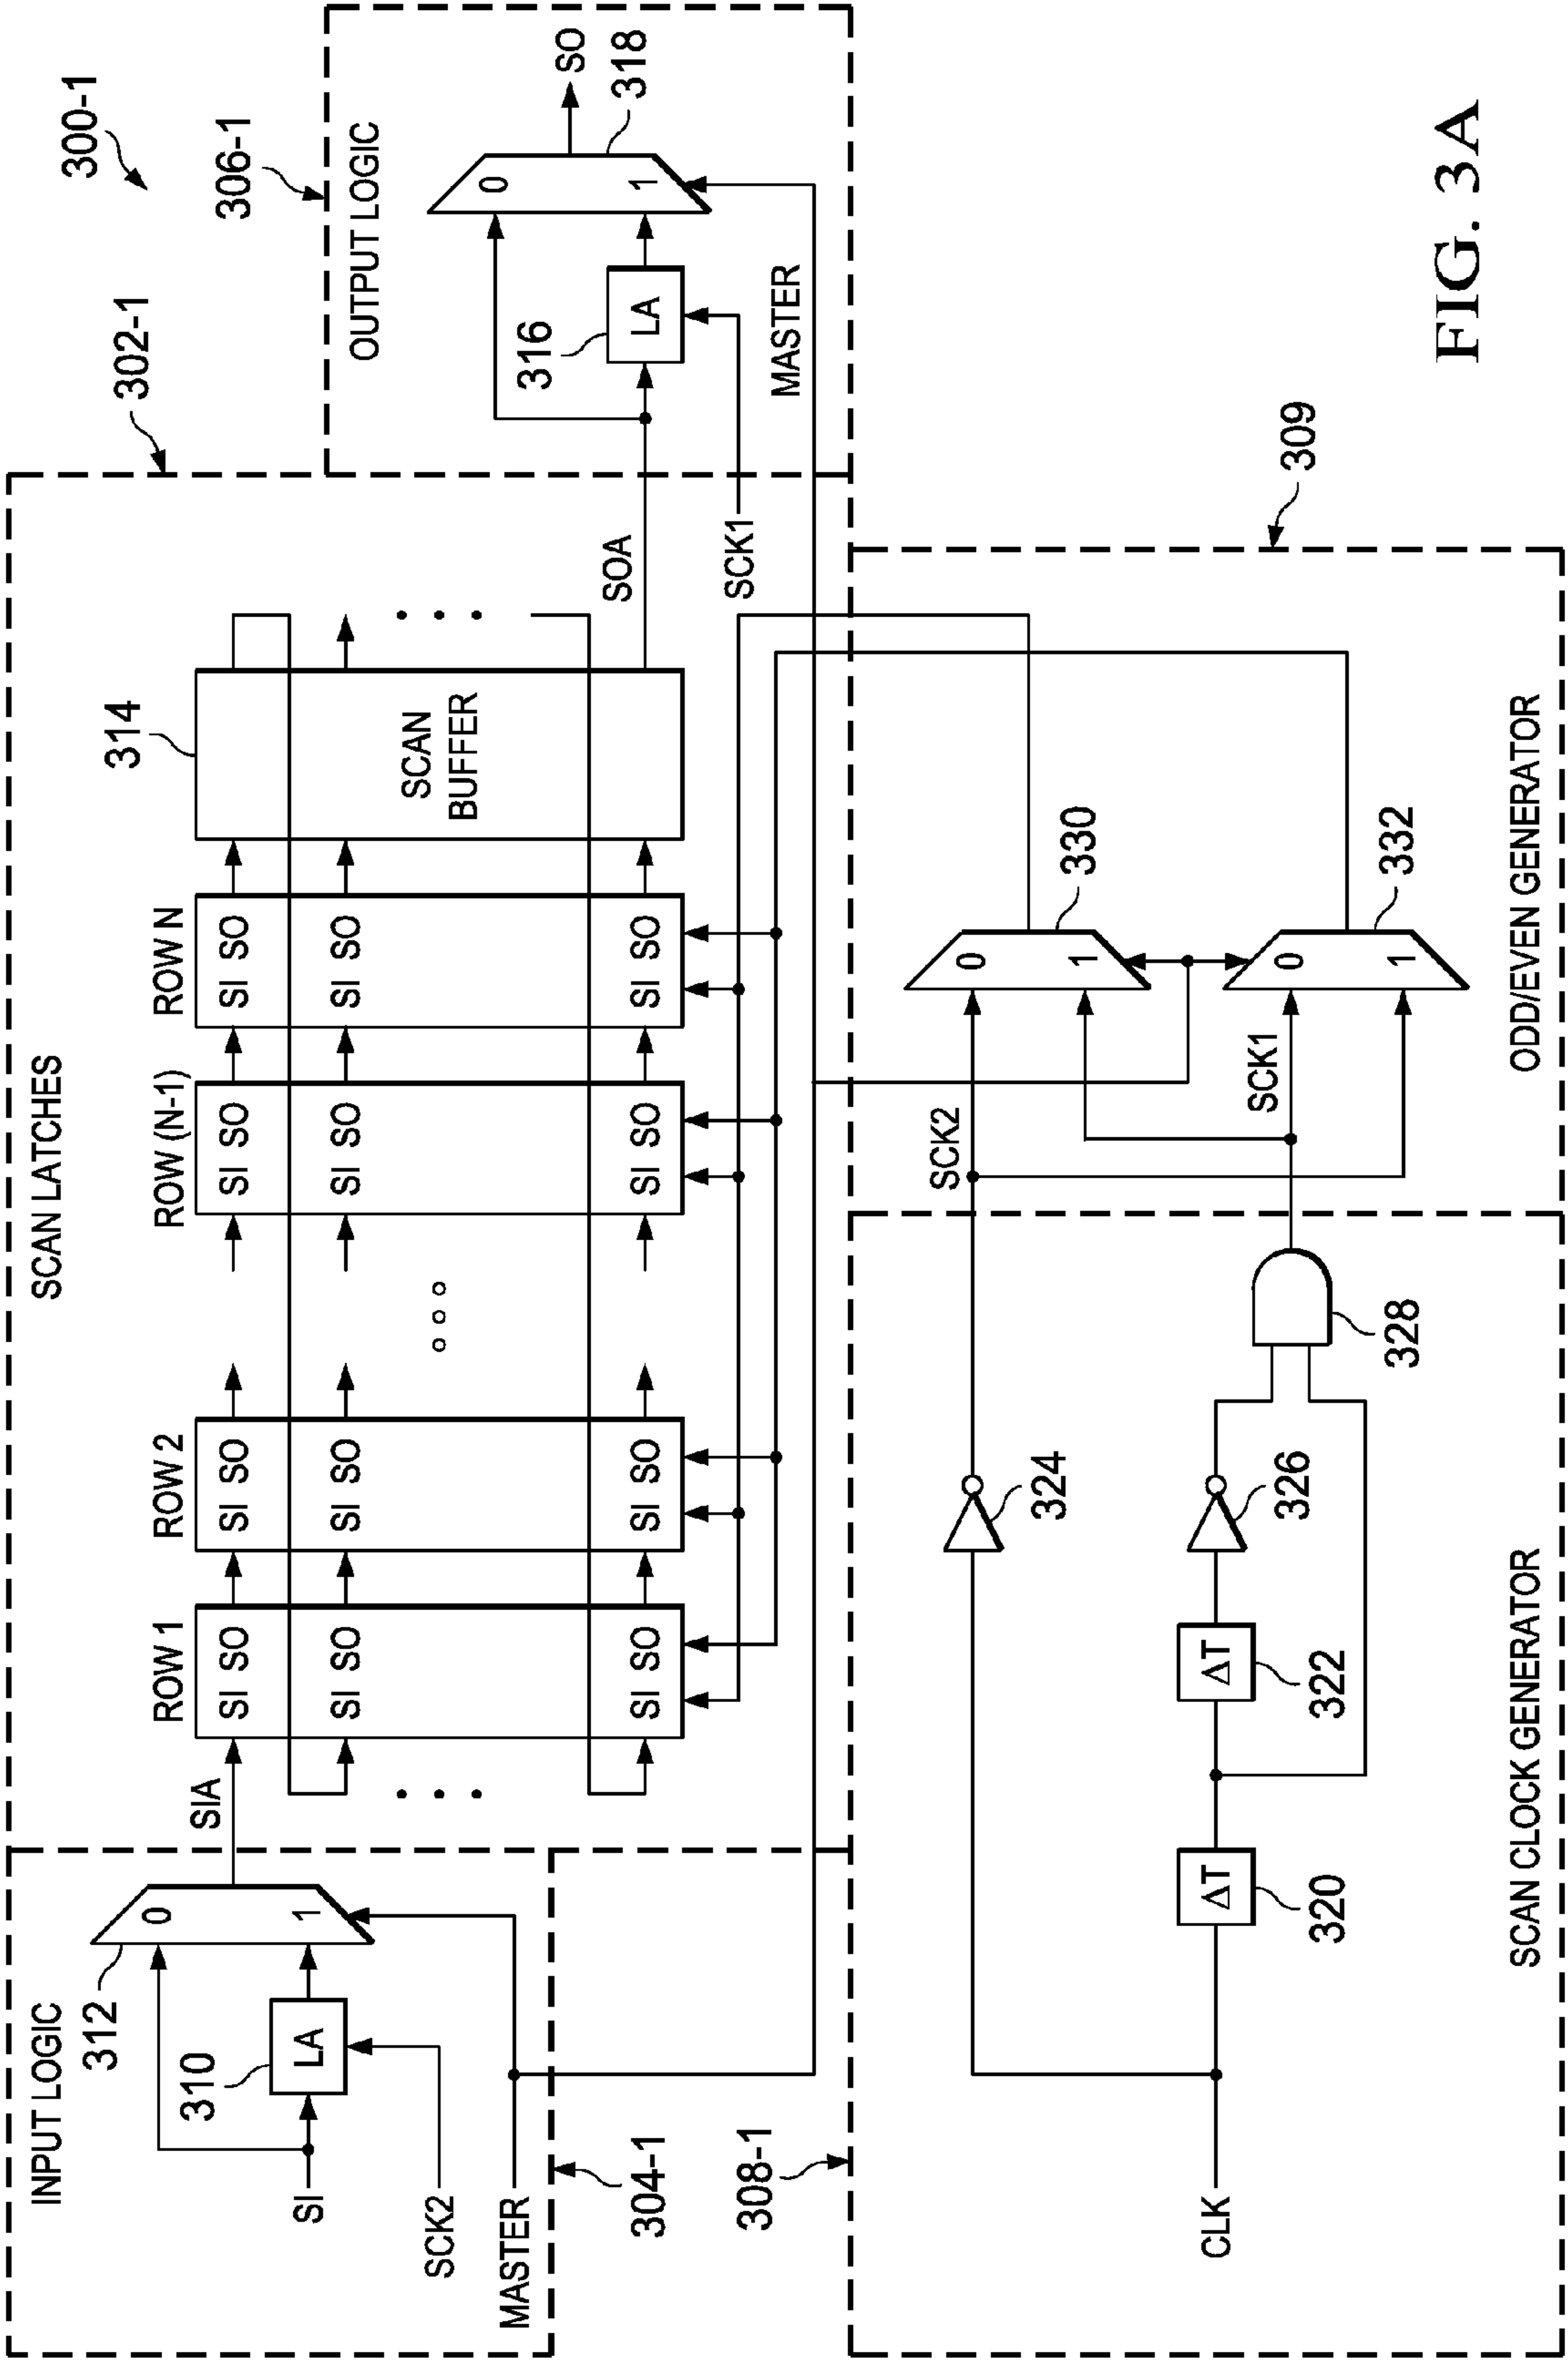 300-1
302-1
306-1
SCAN LATCHES
INPUT LOGIC
312
0
1
310
LA
SI
SCK2
MASTER
304-1
SIA
ROW 1
SI SO
SI SO
SI SO
ROW 2
SI SO
SI SO
SI SO
ROW (N-1)
SI SO
SI SO
SI SO
ROW N
SI SO
SI SO
SI SO
314
SCAN
BUFFER
SOA
SCK1
OUTPUT LOGIC
316
LA
0
1
318
SO
MASTER
308-1
CLK
320
ΔT
322
ΔT
324
326
328
SCAN CLOCK GENERATOR
SCK2
SCK1
0
1
330
0
1
332
ODD/EVEN GENERATOR
309
FIG. 3A